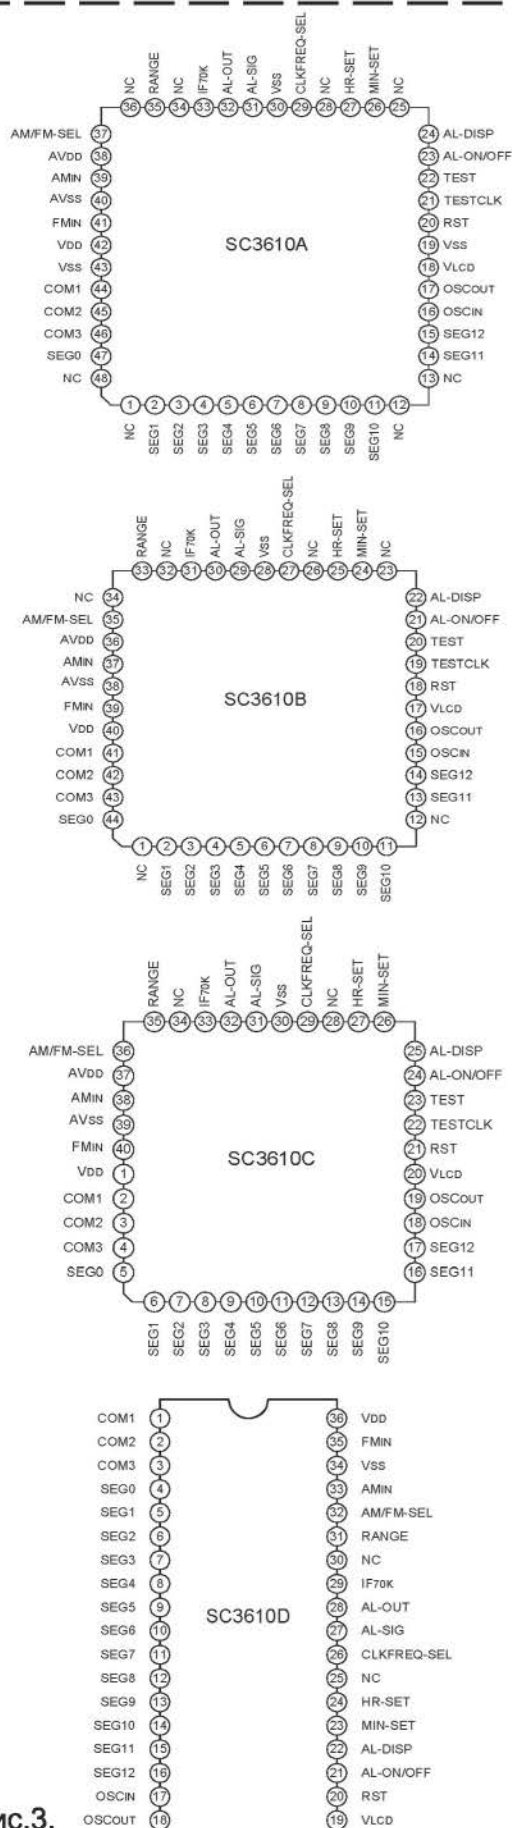 NC RANGE NC IF70K AL-OUT AL-SIG VSS CLKFREQ-SEL NC HR-SET MIN-SET NC
36 35 34 33 32 31 30 29 28 27 26 25
AM/FM-SEL 37 24 AL-DISP
AVDD 38 23 AL-ON/OFF
AMIN 39 22 TEST
AVSS 40 21 TESTCLK
FMIN 41 20 RST
VDD 42 SC3610A 19 VSS
VSS 43 18 VLCD
COM1 44 17 OSCOUT
COM2 45 16 OSCIN
COM3 46 15 SEG12
SEG0 47 14 SEG11
NC 48 13 NC
1 2 3 4 5 6 7 8 9 10 11 12
NC SEG1 SEG2 SEG3 SEG4 SEG5 SEG6 SEG7 SEG8 SEG9 SEG10 NC
RANGE NC IF70K AL-OUT AL-SIG VSS CLKFREQ-SEL NC HR-SET MIN-SET NC
33 32 31 30 29 28 27 26 25 24 23
NC 34 22 AL-DISP
AM/FM-SEL 35 21 AL-ON/OFF
AVDD 36 20 TEST
AMIN 37 19 TESTCLK
AVSS 38 18 RST
FMIN 39 SC3610B 17 VLCD
VDD 40 16 OSCOUT
COM1 41 15 OSCIN
COM2 42 14 SEG12
COM3 43 13 SEG11
SEG0 44 12 NC
1 2 3 4 5 6 7 8 9 10 11
NC SEG1 SEG2 SEG3 SEG4 SEG5 SEG6 SEG7 SEG8 SEG9 SEG10
RANGE NC IF70K AL-OUT AL-SIG VSS CLKFREQ-SEL NC HR-SET MIN-SET
35 34 33 32 31 30 29 28 27 26
AM/FM-SEL 36 25 AL-DISP
AVDD 37 24 AL-ON/OFF
AMIN 38 23 TEST
AVSS 39 22 TESTCLK
FMIN 40 SC3610C 21 RST
VDD 1 20 VLCD
COM1 2 19 OSCOUT
COM2 3 18 OSCIN
COM3 4 17 SEG12
SEG0 5 16 SEG11
6 7 8 9 10 11 12 13 14 15
SEG1 SEG2 SEG3 SEG4 SEG5 SEG6 SEG7 SEG8 SEG9 SEG10
COM1 1 36 VDD
COM2 2 35 FMIN
COM3 3 34 VSS
SEG0 4 33 AMIN
SEG1 5 32 AM/FM-SEL
SEG2 6 31 RANGE
SEG3 7 30 NC
SEG4 8 29 IF70K
SEG5 9 SC3610D 28 AL-OUT
SEG6 10 27 AL-SIG
SEG7 11 26 CLKFREQ-SEL
SEG8 12 25 NC
SEG9 13 24 HR-SET
SEG10 14 23 MIN-SET
SEG11 15 22 AL-DISP
SEG12 16 21 AL-ON/OFF
OSCIN 17 20 RST
ис.3. OSCOUT 18 19 VLCD